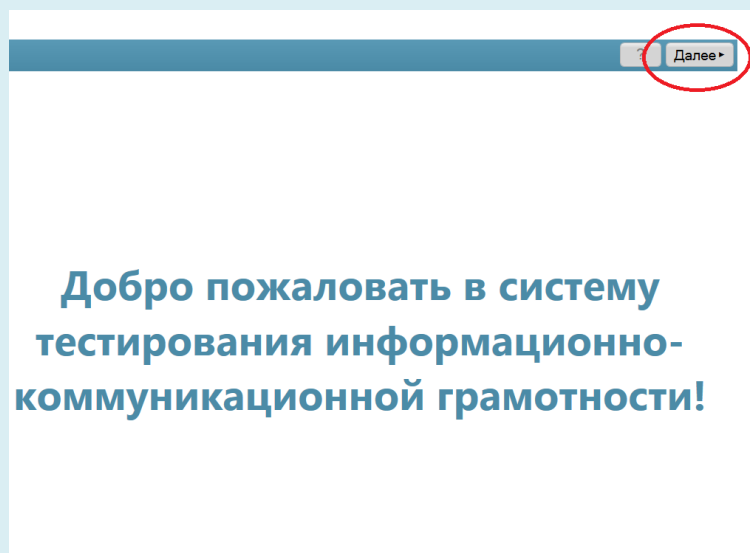 ? Далее
Добро пожаловать в систему
тестирования информационно-
коммуникационной грамотности!